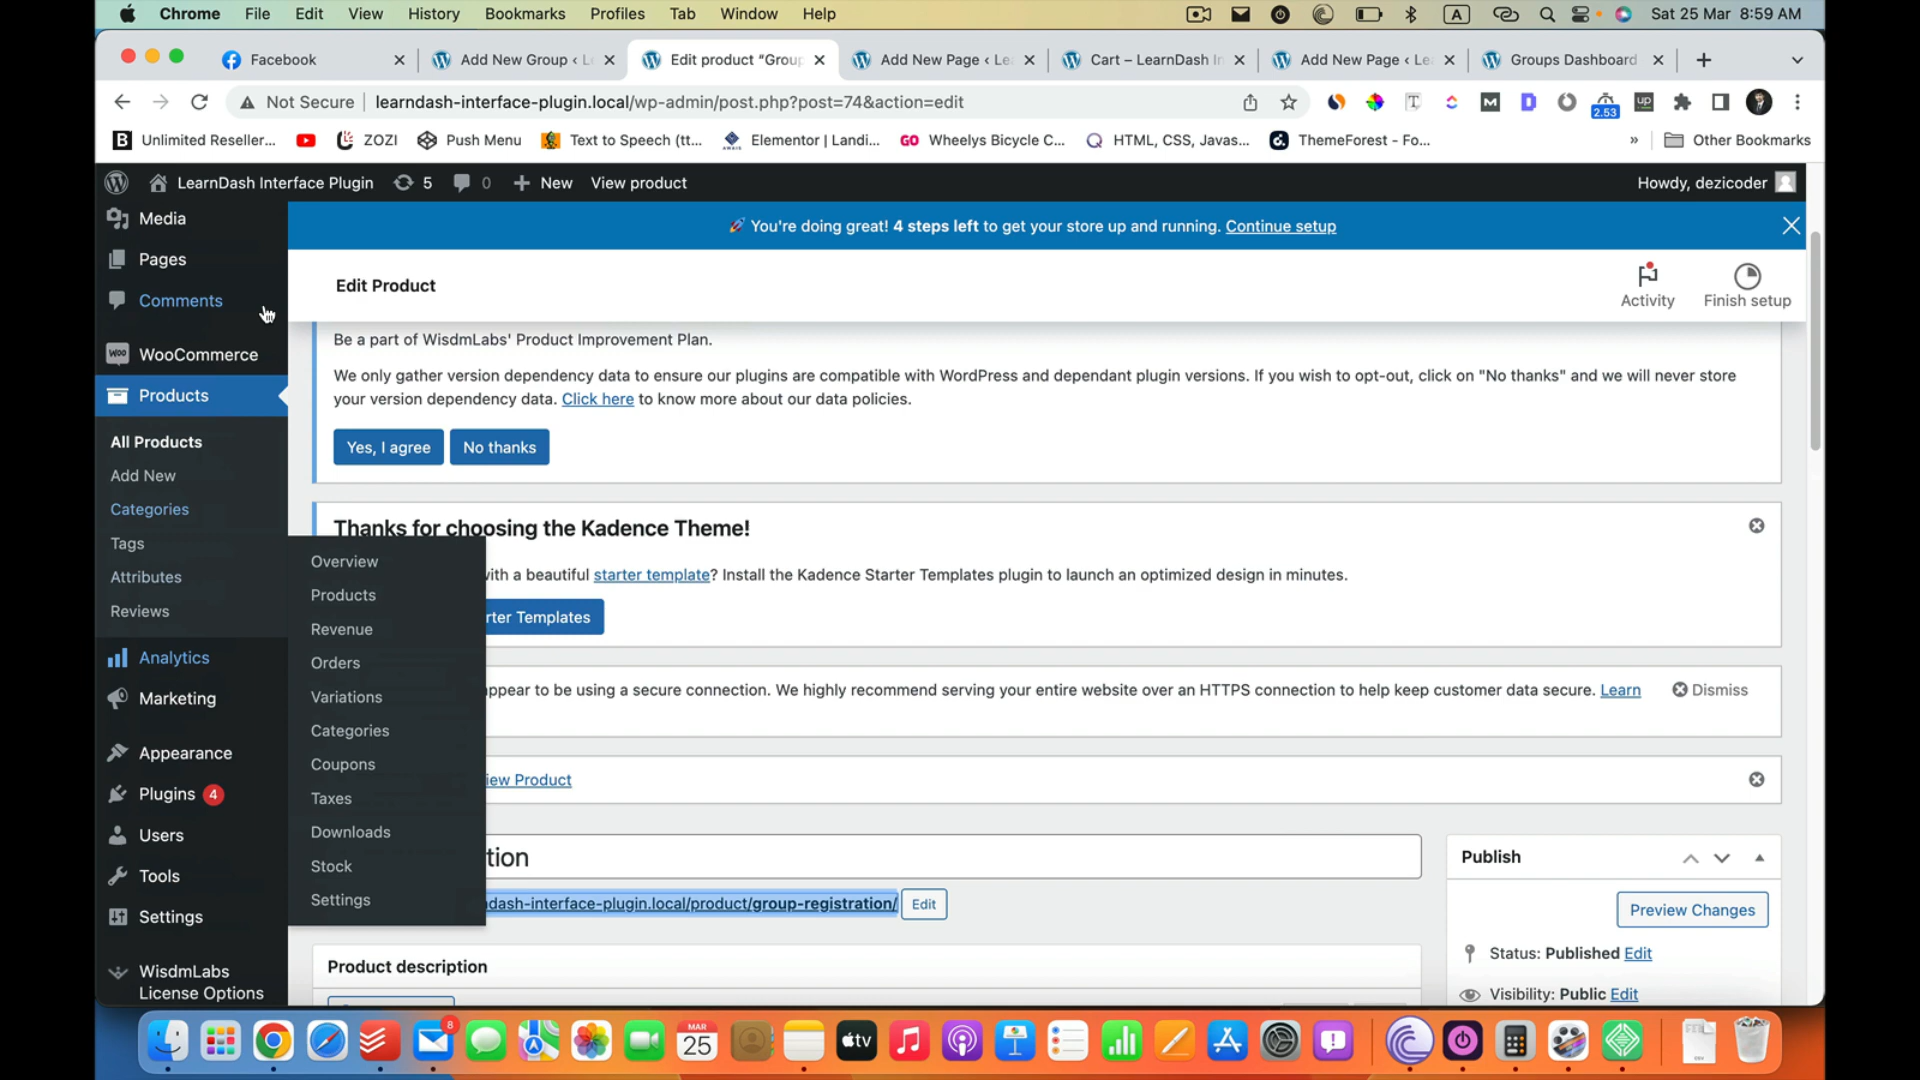 Chrome File Edit View History Bookmarks Profiles Tab Window Help A Sat 25 Mar 8:59 AM
Facebook Add New Group ‹ L Edit product “Group Add New Page ‹ Le Cart – LearnDash In Add New Page ‹ Le Groups Dashboard
Not Secure learndash-interface-plugin.local/wp-admin/post.php?post=74&action=edit T M D 2.53 up
B Unlimited Reseller... ZOZI Push Menu Text to Speech (tt... Elementor | Landi... GO Wheelys Bicycle C... HTML, CSS, Javas... ThemeForest - Fo... » Other Bookmarks
LearnDash Interface Plugin 5 0 New View product Howdy, dezicoder
Media
Pages
Comments
WooCommerce
Products
All Products
Add New
Categories
Tags
Attributes
Reviews
Analytics
Marketing
Appearance
Plugins 4
Users
Tools
Settings
WisdmLabs
License Options
Overview
Products
Revenue
Orders
Variations
Categories
Coupons
Taxes
Downloads
Stock
Settings
You're doing great! 4 steps left to get your store up and running. Continue setup
Edit Product
Activity
Finish setup
Be a part of WisdmLabs' Product Improvement Plan.
We only gather version dependency data to ensure our plugins are compatible with WordPress and dependant plugin versions. If you wish to opt-out, click on "No thanks" and we will never store
your version dependency data. Click here to know more about our data policies.
Yes, I agree No thanks
Thanks for choosing the Kadence Theme!
with a beautiful starter template? Install the Kadence Starter Templates plugin to launch an optimized design in minutes.
rter Templates
ppear to be using a secure connection. We highly recommend serving your entire website over an HTTPS connection to help keep customer data secure. Learn
Dismiss
iew Product
tion
dash-interface-plugin.local/product/group-registration/ Edit
Product description
Publish
Preview Changes
Status: Published Edit
Visibility: Public Edit
8
MAR
25
tv